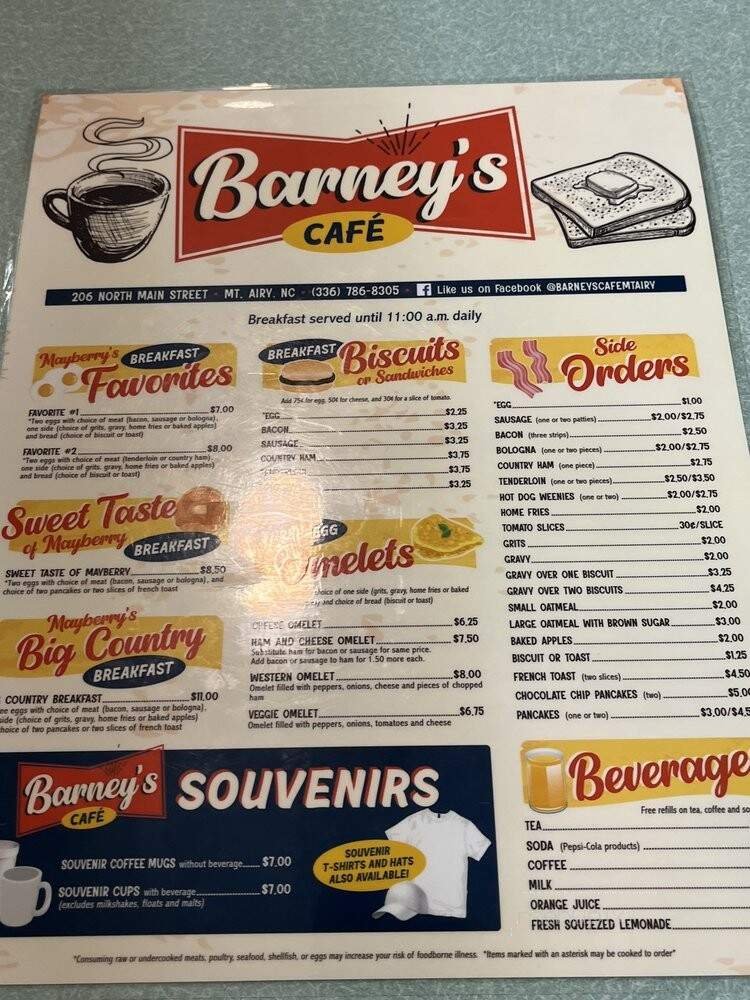 Barney's
CAFÉ
206 NORTH MAIN STREET - MT. AIRY, NC - (336) 786-8305 - f Like us on Facebook @BARNEYSCAFEMTAIRY
Breakfast served until 11:00 a.m. daily
Mayberry's BREAKFAST
Favorites
FAVORITE #1 $7.00
*Two eggs with choice of meat (bacon, sausage or bologna),
one side (choice of grits, gravy, home fries or baked apples)
and bread (choice of biscuit or toast)
FAVORITE #2 $8.00
*Two eggs with choice of meat (tenderloin or country ham),
one side (choice of grits, gravy, home fries or baked apples)
and bread (choice of biscuit or toast)
Sweet Taste
of Mayberry BREAKFAST
SWEET TASTE OF MAYBERRY $8.50
*Two eggs with choice of meat (bacon, sausage or bologna), and
choice of two pancakes or two slices of french toast
Mayberry's
Big Country
BREAKFAST
COUNTRY BREAKFAST $11.00
eggs with choice of meat (bacon, sausage or bologna),
side (choice of grits, gravy, home fries or baked apples)
choice of two pancakes or two slices of french toast
BREAKFAST Biscuits
or Sandwiches
Add 75¢ for egg, 50¢ for cheese, and 30¢ for a slice of tomato.
*EGG $2.25
BACON $3.25
SAUSAGE $3.25
COUNTRY HAM $3.75
$3.75
$3.25
EGG
Omelets
choice of one side (grits, gravy, home fries or baked
and choice of bread (biscuit or toast)
CHEESE OMELET $6.25
HAM AND CHEESE OMELET $7.50
Substitute ham for bacon or sausage for same price.
Add bacon or sausage to ham for 1.50 more each.
WESTERN OMELET $8.00
Omelet filled with peppers, onions, cheese and pieces of chopped
ham
VEGGIE OMELET $6.75
Omelet filled with peppers, onions, tomatoes and cheese
Side
Orders
*EGG $1.00
SAUSAGE (one or two patties) $2.00/$2.75
BACON (three strips) $2.50
BOLOGNA (one or two pieces) $2.00/$2.75
COUNTRY HAM (one piece) $2.75
TENDERLOIN (one or two pieces) $2.50/$3.50
HOT DOG WEENIES (one or two) $2.00/$2.75
HOME FRIES $2.00
TOMATO SLICES 30¢/SLICE
GRITS $2.00
GRAVY $2.00
GRAVY OVER ONE BISCUIT $3.25
GRAVY OVER TWO BISCUITS $4.25
SMALL OATMEAL $2.00
LARGE OATMEAL WITH BROWN SUGAR $3.00
BAKED APPLES $2.00
BISCUIT OR TOAST $1.25
FRENCH TOAST (two slices) $4.50
CHOCOLATE CHIP PANCAKES (two) $5.00
PANCAKES (one or two) $3.00/$4.5
Barney's
CAFÉ
SOUVENIRS
SOUVENIR COFFEE MUGS without beverage $7.00
SOUVENIR CUPS with beverage $7.00
(excludes milkshakes, floats and malts)
SOUVENIR
T-SHIRTS AND HATS
ALSO AVAILABLE!
Beverage
Free refills on tea, coffee and so
TEA
SODA (Pepsi-Cola products)
COFFEE
MILK
ORANGE JUICE
FRESH SQUEEZED LEMONADE
*Consuming raw or undercooked meats, poultry, seafood, shellfish, or eggs may increase your risk of foodborne illness. *Items marked with an asterisk may be cooked to order*